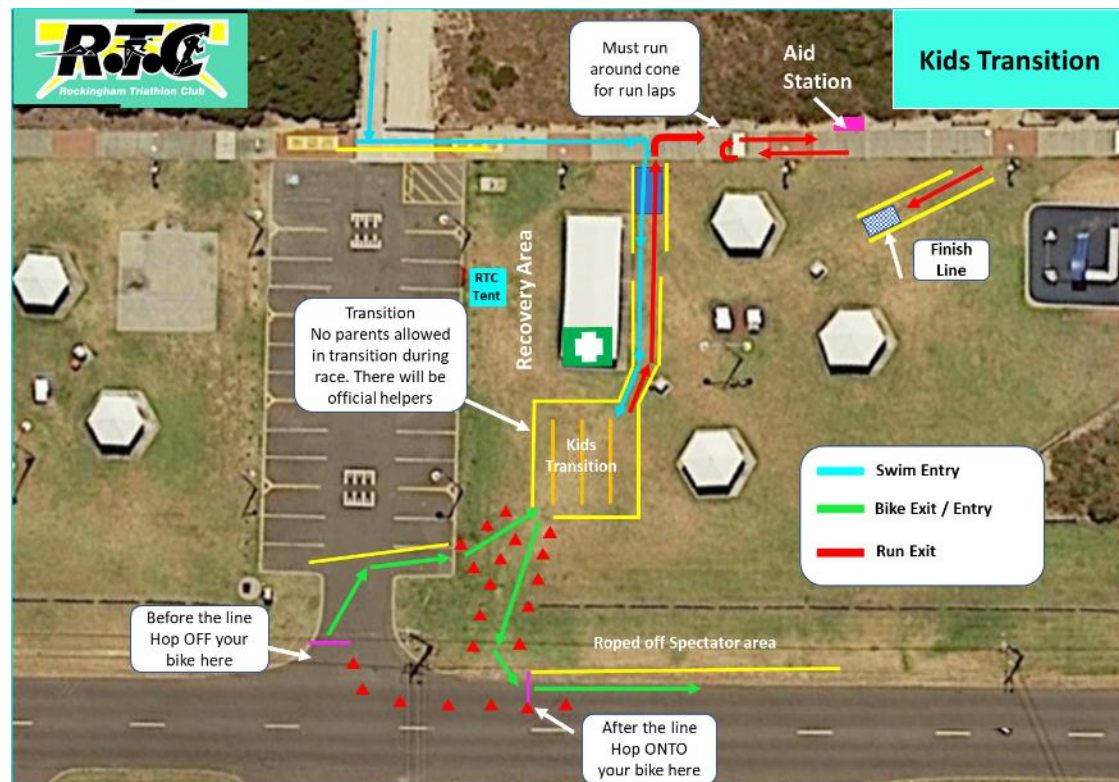 R.T.C
Rockingham Triathlon Club
Must run
around cone
for run laps
Aid
Station
Kids Transition
Finish
Line
RTC
Tent
Recovery Area
Transition
No parents allowed
in transition during
race. There will be
official helpers
Kids
Transition
Swim Entry
Bike Exit / Entry
Run Exit
Before the line
Hop OFF your
bike here
Roped off Spectator area
After the line
Hop ONTO
your bike here